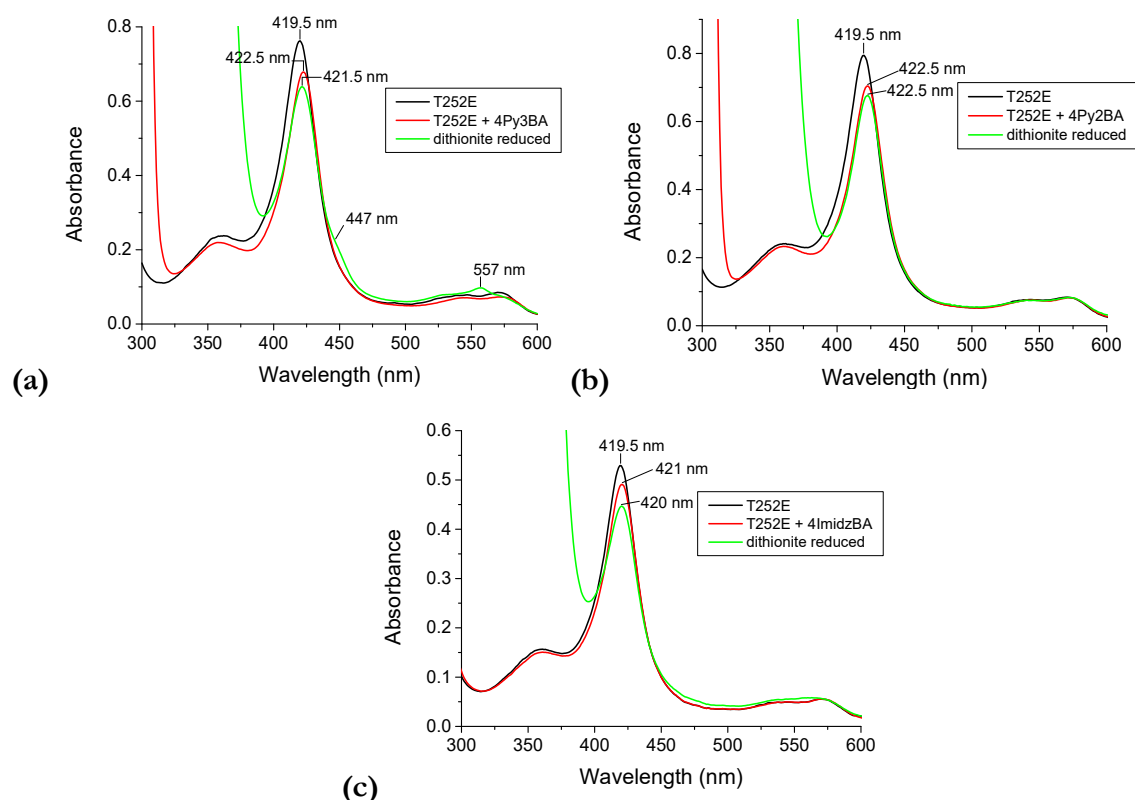 419.5 nm
422.5 nm
421.5 nm
T252E
T252E + 4Py3BA
dithionite reduced
447 nm
557 nm
0.8
0.6
0.4
0.2
0.0
Absorbance
300 350 400 450 500 550 600
Wavelength (nm)
(a)
419.5 nm
422.5 nm
422.5 nm
T252E
T252E + 4Py2BA
dithionite reduced
0.8
0.6
0.4
0.2
0.0
Absorbance
300 350 400 450 500 550 600
Wavelength (nm)
(b)
419.5 nm
421 nm
420 nm
T252E
T252E + 4ImidzBA
dithionite reduced
0.6
0.5
0.4
0.3
0.2
0.1
0.0
Absorbance
300 350 400 450 500 550 600
Wavelength (nm)
(c)